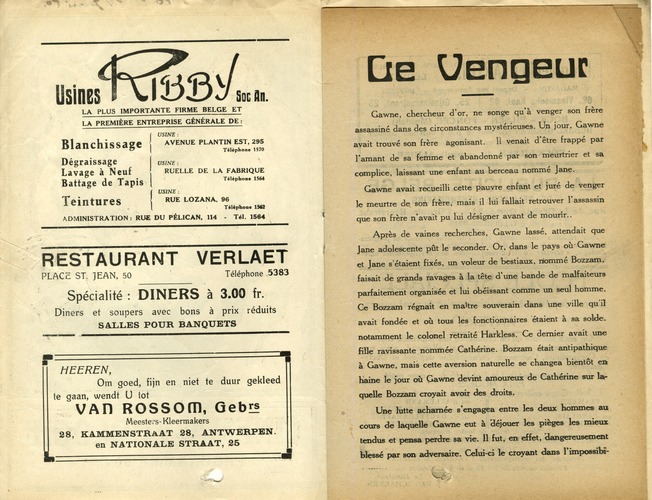 Usines RIBBY Soc An.
LA PLUS IMPORTANTE FIRME BELGE ET
LA PREMIÈRE ENTREPRISE GÉNÉRALE DE :
Blanchissage
USINE :
AVENUE PLANTIN EST, 295
Téléphone 1570
Dégraissage
Lavage à Neuf
Battage de Tapis
USINE :
RUELLE DE LA FABRIQUE
Téléphone 1564
Teintures
USINE :
RUE LOZANA, 96
Téléphone 1562
ADMINISTRATION : RUE DU PÉLICAN, 114 - Tél. 1564
RESTAURANT VERLAET
PLACE ST. JEAN, 50 Téléphone 5383
Spécialité : DINERS à 3.00 fr.
Diners et soupers avec bons à prix réduits
SALLES POUR BANQUETS
HEEREN,
Om goed, fijn en niet te duur gekleed
te gaan, wendt U tot
VAN ROSSOM, Gebrs
Meesters-Kleermakers
28, KAMMENSTRAAT 28, ANTWERPEN.
en NATIONALE STRAAT, 25
Le Vengeur
Gawne, chercheur d'or, ne songe qu'à venger son frère
assassiné dans des circonstances mystérieuses. Un jour, Gawne
avait trouvé son frère agonisant. Il venait d'être frappé par
l'amant de sa femme et abandonné par son meurtrier et sa
complice, laissant une enfant au berceau nommé Jane.
Gawne avait recueilli cette pauvre enfant et juré de venger
le meurtre de son frère, mais il lui fallait retrouver l'assassin
que son frère n'avait pu lui désigner avant de mourir..
Après de vaines recherches, Gawne, lassé, attendait que
Jane adolescente pût le seconder. Or, dans le pays où Gawne
et Jane s'étaient fixés, un voleur de bestiaux, nommé Bozzam,
faisait de grands ravages à la tête d'une bande de malfaiteurs
parfaitement organisée et lui obéissant comme un seul homme.
Ce Bozzam régnait en maître souverain dans une ville qu'il
avait fondée et où tous les fonctionnaires étaient à sa solde,
notamment le colonel retraité Harkless. Ce dernier avait une
fille ravissante nommée Cathérine. Bozzam était antipathique
à Gawne, mais cette aversion naturelle se changea bientôt en
haine le jour où Gawne devint amoureux de Cathérine sur la-
quelle Bozzam croyait avoir des droits.
Une lutte acharnée s'engagea entre les deux hommes au
cours de laquelle Gawne eut à déjouer les pièges les mieux
tendus et pensa perdre sa vie. Il fut, en effet, dangereusement
blessé par son adversaire. Celui-ci le croyant dans l'impossibi-